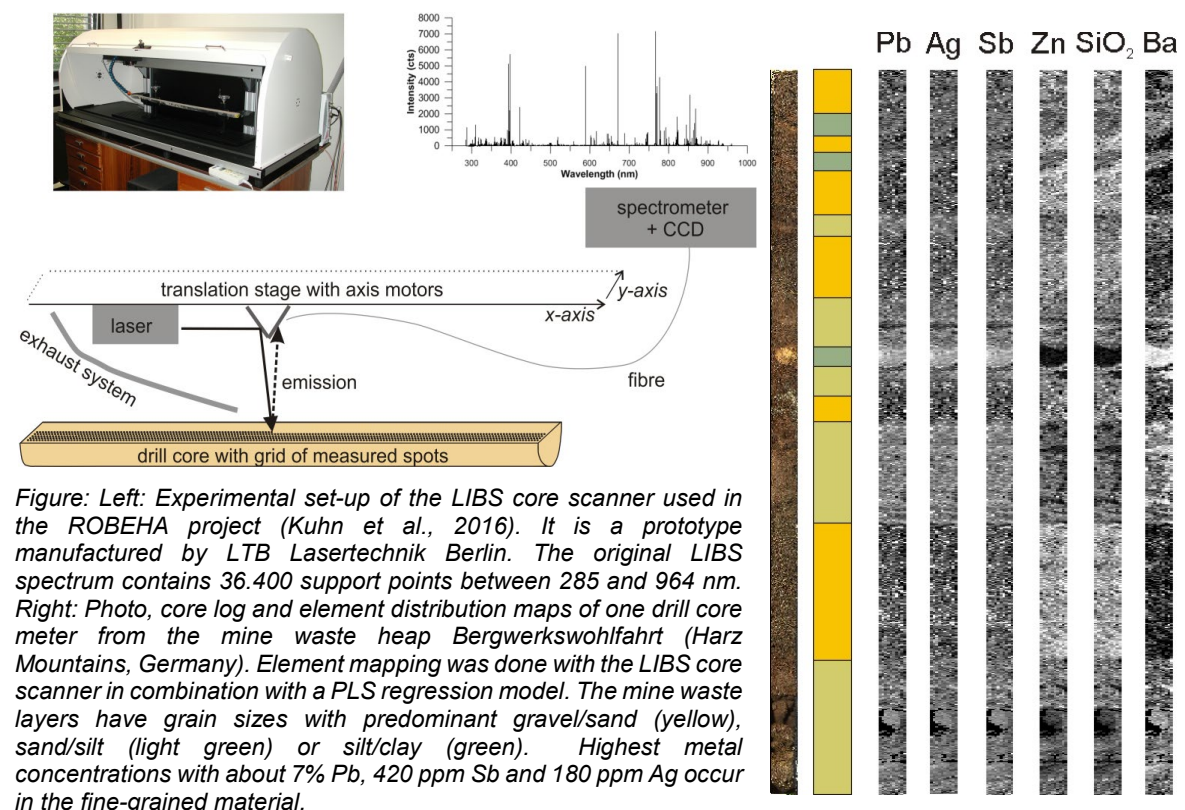 Intensity (cts)
8000
7000
6000
5000
4000
3000
2000
1000
0
300 400 500 600 700 800 900 1000
Wavelength (nm)
spectrometer
+ CCD
translation stage with axis motors
y-axis
x-axis
laser
exhaust system
emission
fibre
drill core with grid of measured spots
Figure: Left: Experimental set-up of the LIBS core scanner used in
the ROBEHA project (Kuhn et al., 2016). It is a prototype
manufactured by LTB Lasertechnik Berlin. The original LIBS
spectrum contains 36.400 support points between 285 and 964 nm.
Right: Photo, core log and element distribution maps of one drill core
meter from the mine waste heap Bergwerkswohlfahrt (Harz
Mountains, Germany). Element mapping was done with the LIBS core
scanner in combination with a PLS regression model. The mine waste
layers have grain sizes with predominant gravel/sand (yellow),
sand/silt (light green) or silt/clay (green). Highest metal
concentrations with about 7% Pb, 420 ppm Sb and 180 ppm Ag occur
in the fine-grained material.
Pb Ag Sb Zn SiO₂ Ba